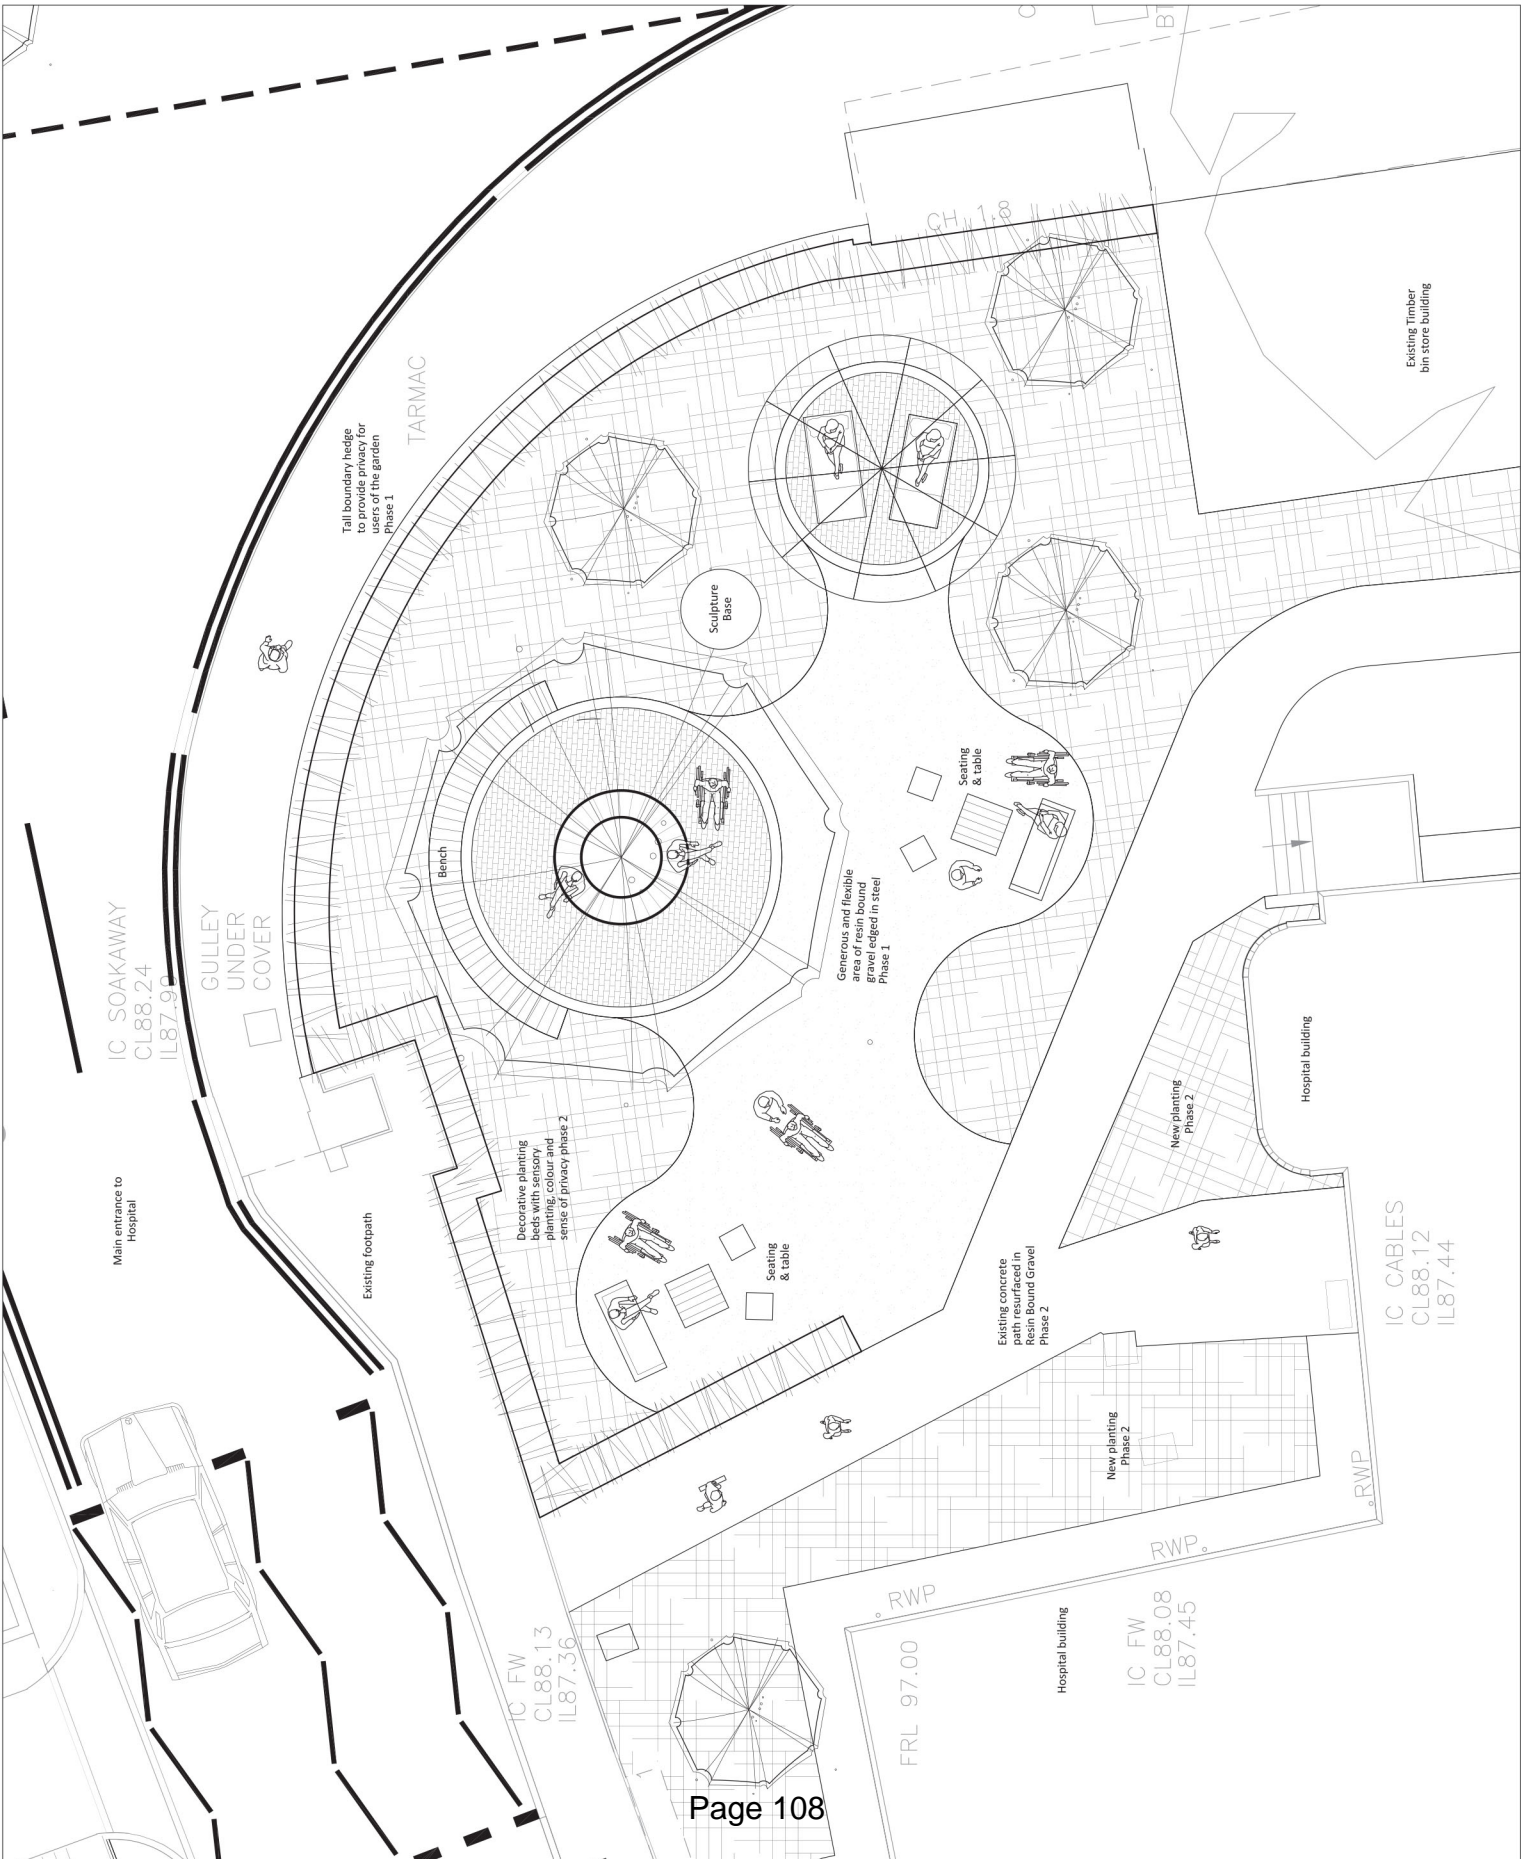 BT
CH 1.8
TARMAC
Tall boundary hedge
to provide privacy for
users of the garden
Phase 1
Existing Timber
bin store building
Sculpture
Base
Bench
Seating
& table
Generous and flexible
area of resin bound
gravel edged in steel
Phase 1
IC SOAKAWAY
CL88.24
IL87.99
GULLEY
UNDER
COVER
Main entrance to
Hospital
Existing footpath
Decorative planting
beds with sensory
planting, colour and
sense of privacy phase 2
Seating
& table
Hospital building
New planting
Phase 2
Existing concrete
path resurfaced in
Resin Bound Gravel
Phase 2
IC CABLES
CL88.12
IL87.44
New planting
Phase 2
RWP
RWP
RWP
IC FW
CL88.13
IL87.36
FRL 97.00
Hospital building
IC FW
CL88.08
IL87.45
Page 108